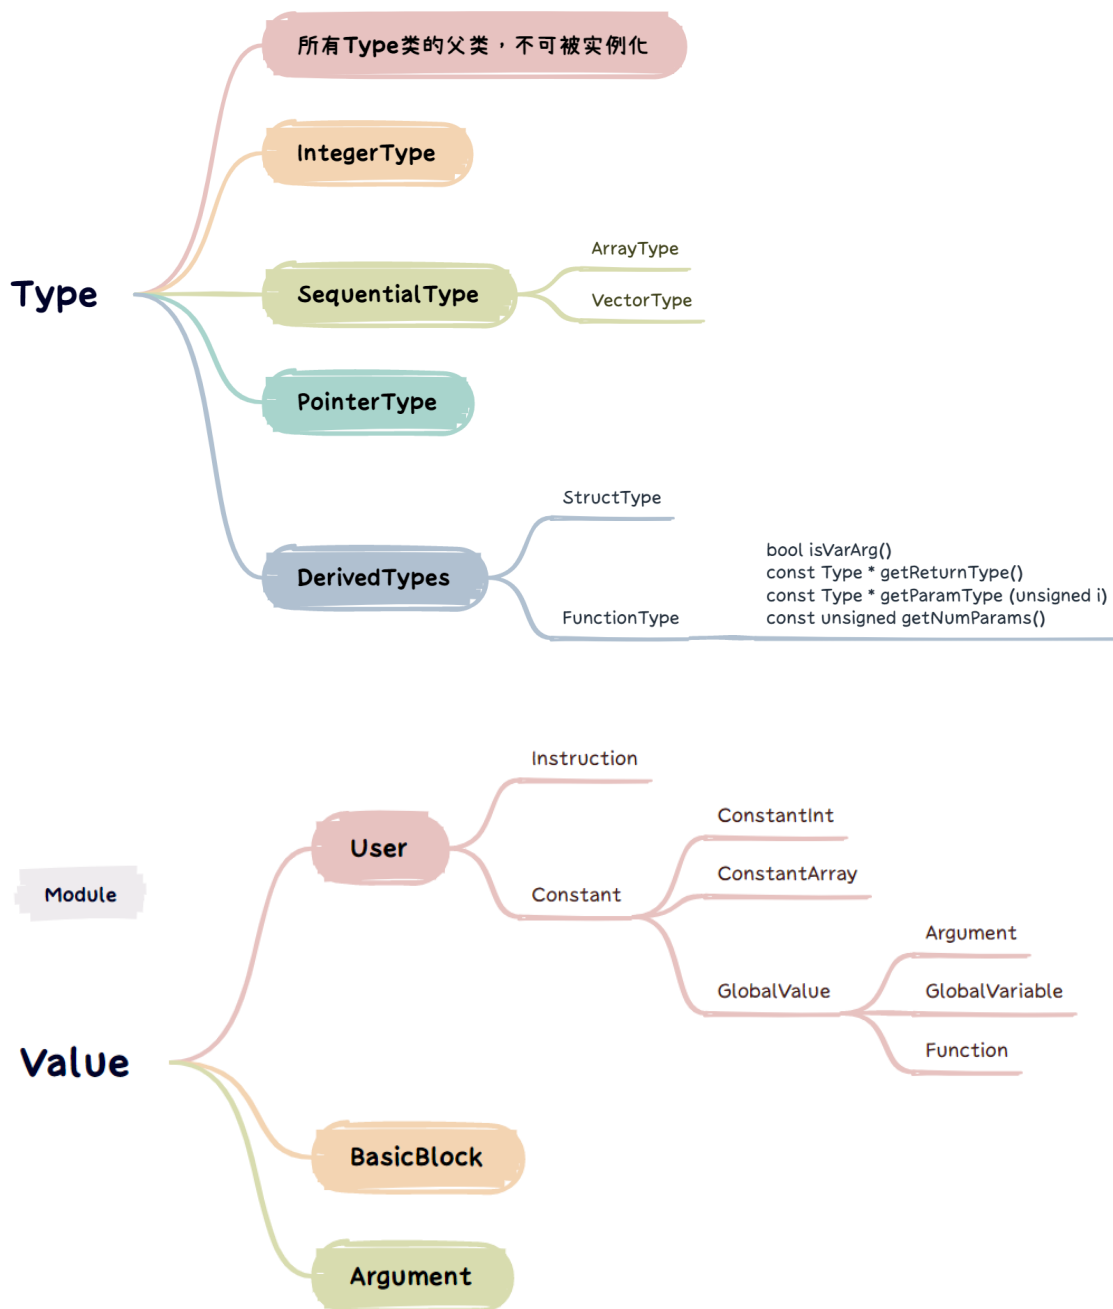 所有Type类的父类，不可被实例化
IntegerType
ArrayType
SequentialType
VectorType
Type
PointerType
StructType
DerivedTypes
bool isVarArg()
const Type * getReturnType()
const Type * getParamType (unsigned i)
const unsigned getNumParams()
FunctionType
Instruction
User
ConstantInt
ConstantArray
Module
Constant
Argument
GlobalValue
GlobalVariable
Function
Value
BasicBlock
Argument